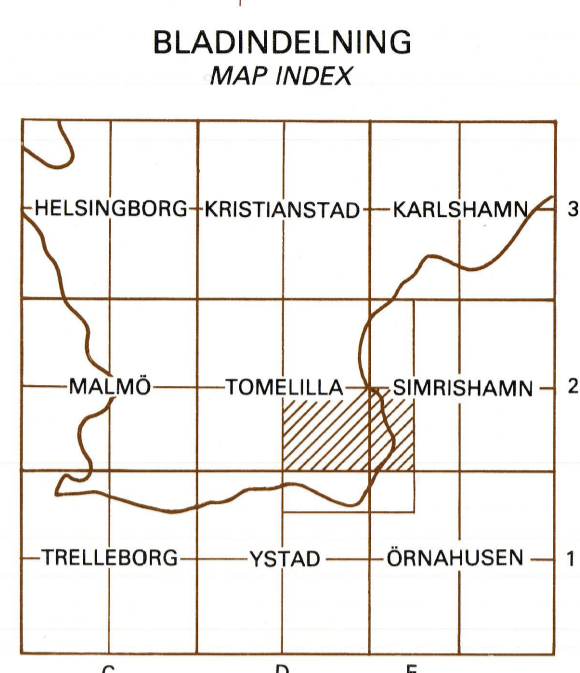 BLADINDELNING
MAP INDEX
HELSINGBORG KRISTIANSTAD KARLSHAMN 3
MALMÖ TOMELILLA SIMRISHAMN 2
TRELLEBORG YSTAD ÖRNAHUSEN 1
C D E